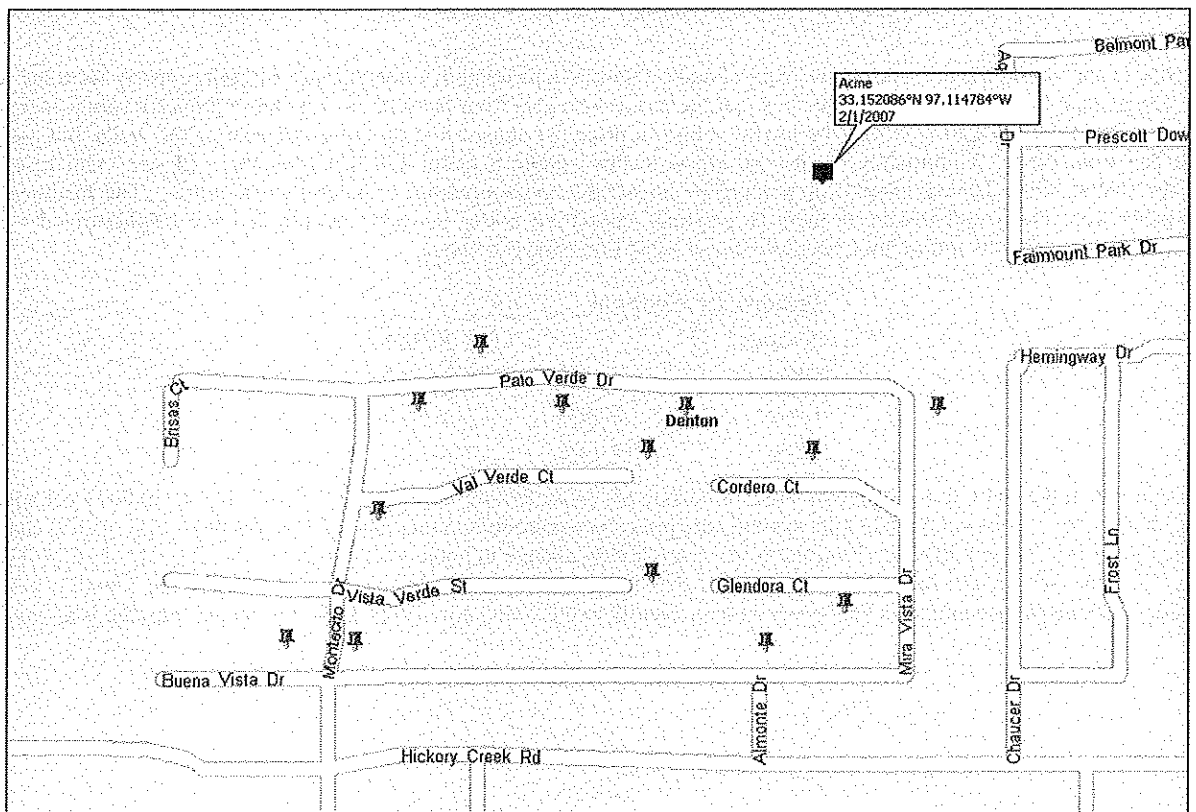 Belmont Par
Acme
33.152086°N 97.114784°W
2/1/2007
Dr
Prescott Dow
Fairmount Park Dr
Hemingway Dr
Palo Verde Dr
Brisas Ct
Denton
Val Verde Ct
Cordero Ct
Frost Ln
Vista Verde St
Glendora Ct
Montecito Dr
Mira Vista Dr
Buena Vista Dr
Almonte Dr
Chaucer Dr
Hickory Creek Rd